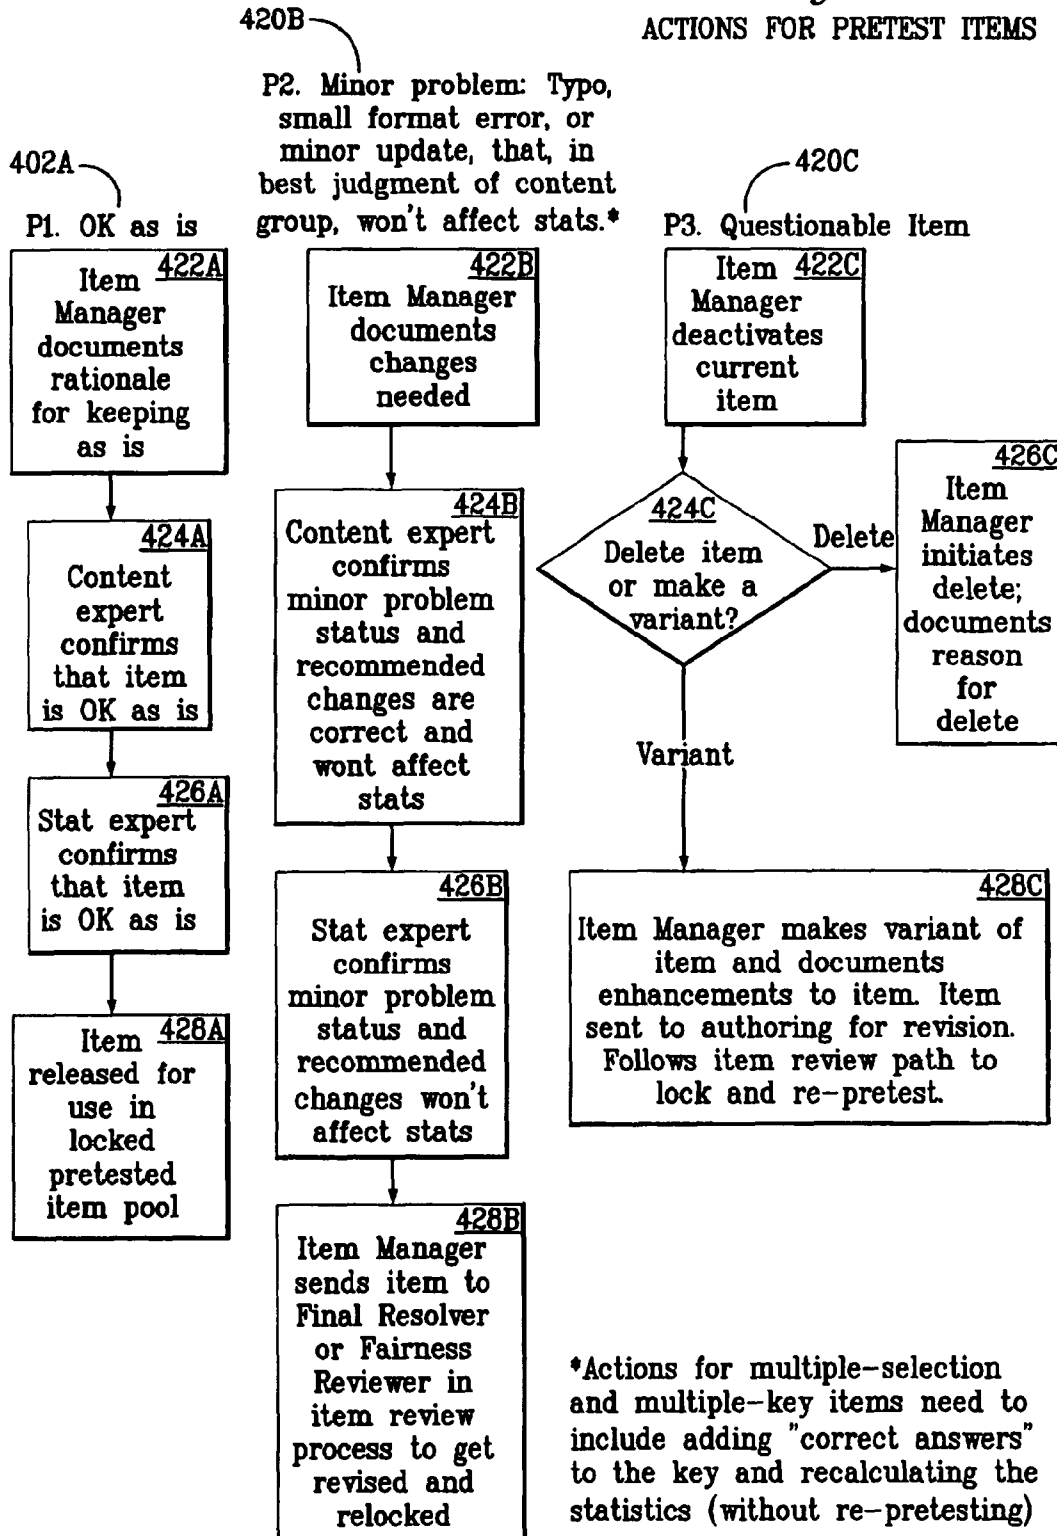 ACTIONS FOR PRETEST ITEMS
420B
P2. Minor problem: Typo,
small format error, or
minor update, that, in
best judgment of content
group, won't affect stats.*
402A
P1. OK as is
420C
P3. Questionable Item
422A
Item
Manager
documents
rationale
for keeping
as is
424A
Content
expert
confirms
that item
is OK as is
426A
Stat expert
confirms
that item
is OK as is
428A
Item
released for
use in
locked
pretested
item pool
422B
Item Manager
documents
changes
needed
424B
Content expert
confirms
minor problem
status and
recommended
changes are
correct and
wont affect
stats
426B
Stat expert
confirms
minor problem
status and
recommended
changes won't
affect stats
428B
Item Manager
sends item to
Final Resolver
or Fairness
Reviewer in
item review
process to get
revised and
relocked
422C
Item
Manager
deactivates
current
item
424C
Delete item
or make a
variant?
Delete
426C
Item
Manager
initiates
delete;
documents
reason
for
delete
Variant
428C
Item Manager makes variant of
item and documents
enhancements to item. Item
sent to authoring for revision.
Follows item review path to
lock and re-pretest.
*Actions for multiple-selection
and multiple-key items need to
include adding "correct answers"
to the key and recalculating the
statistics (without re-pretesting)